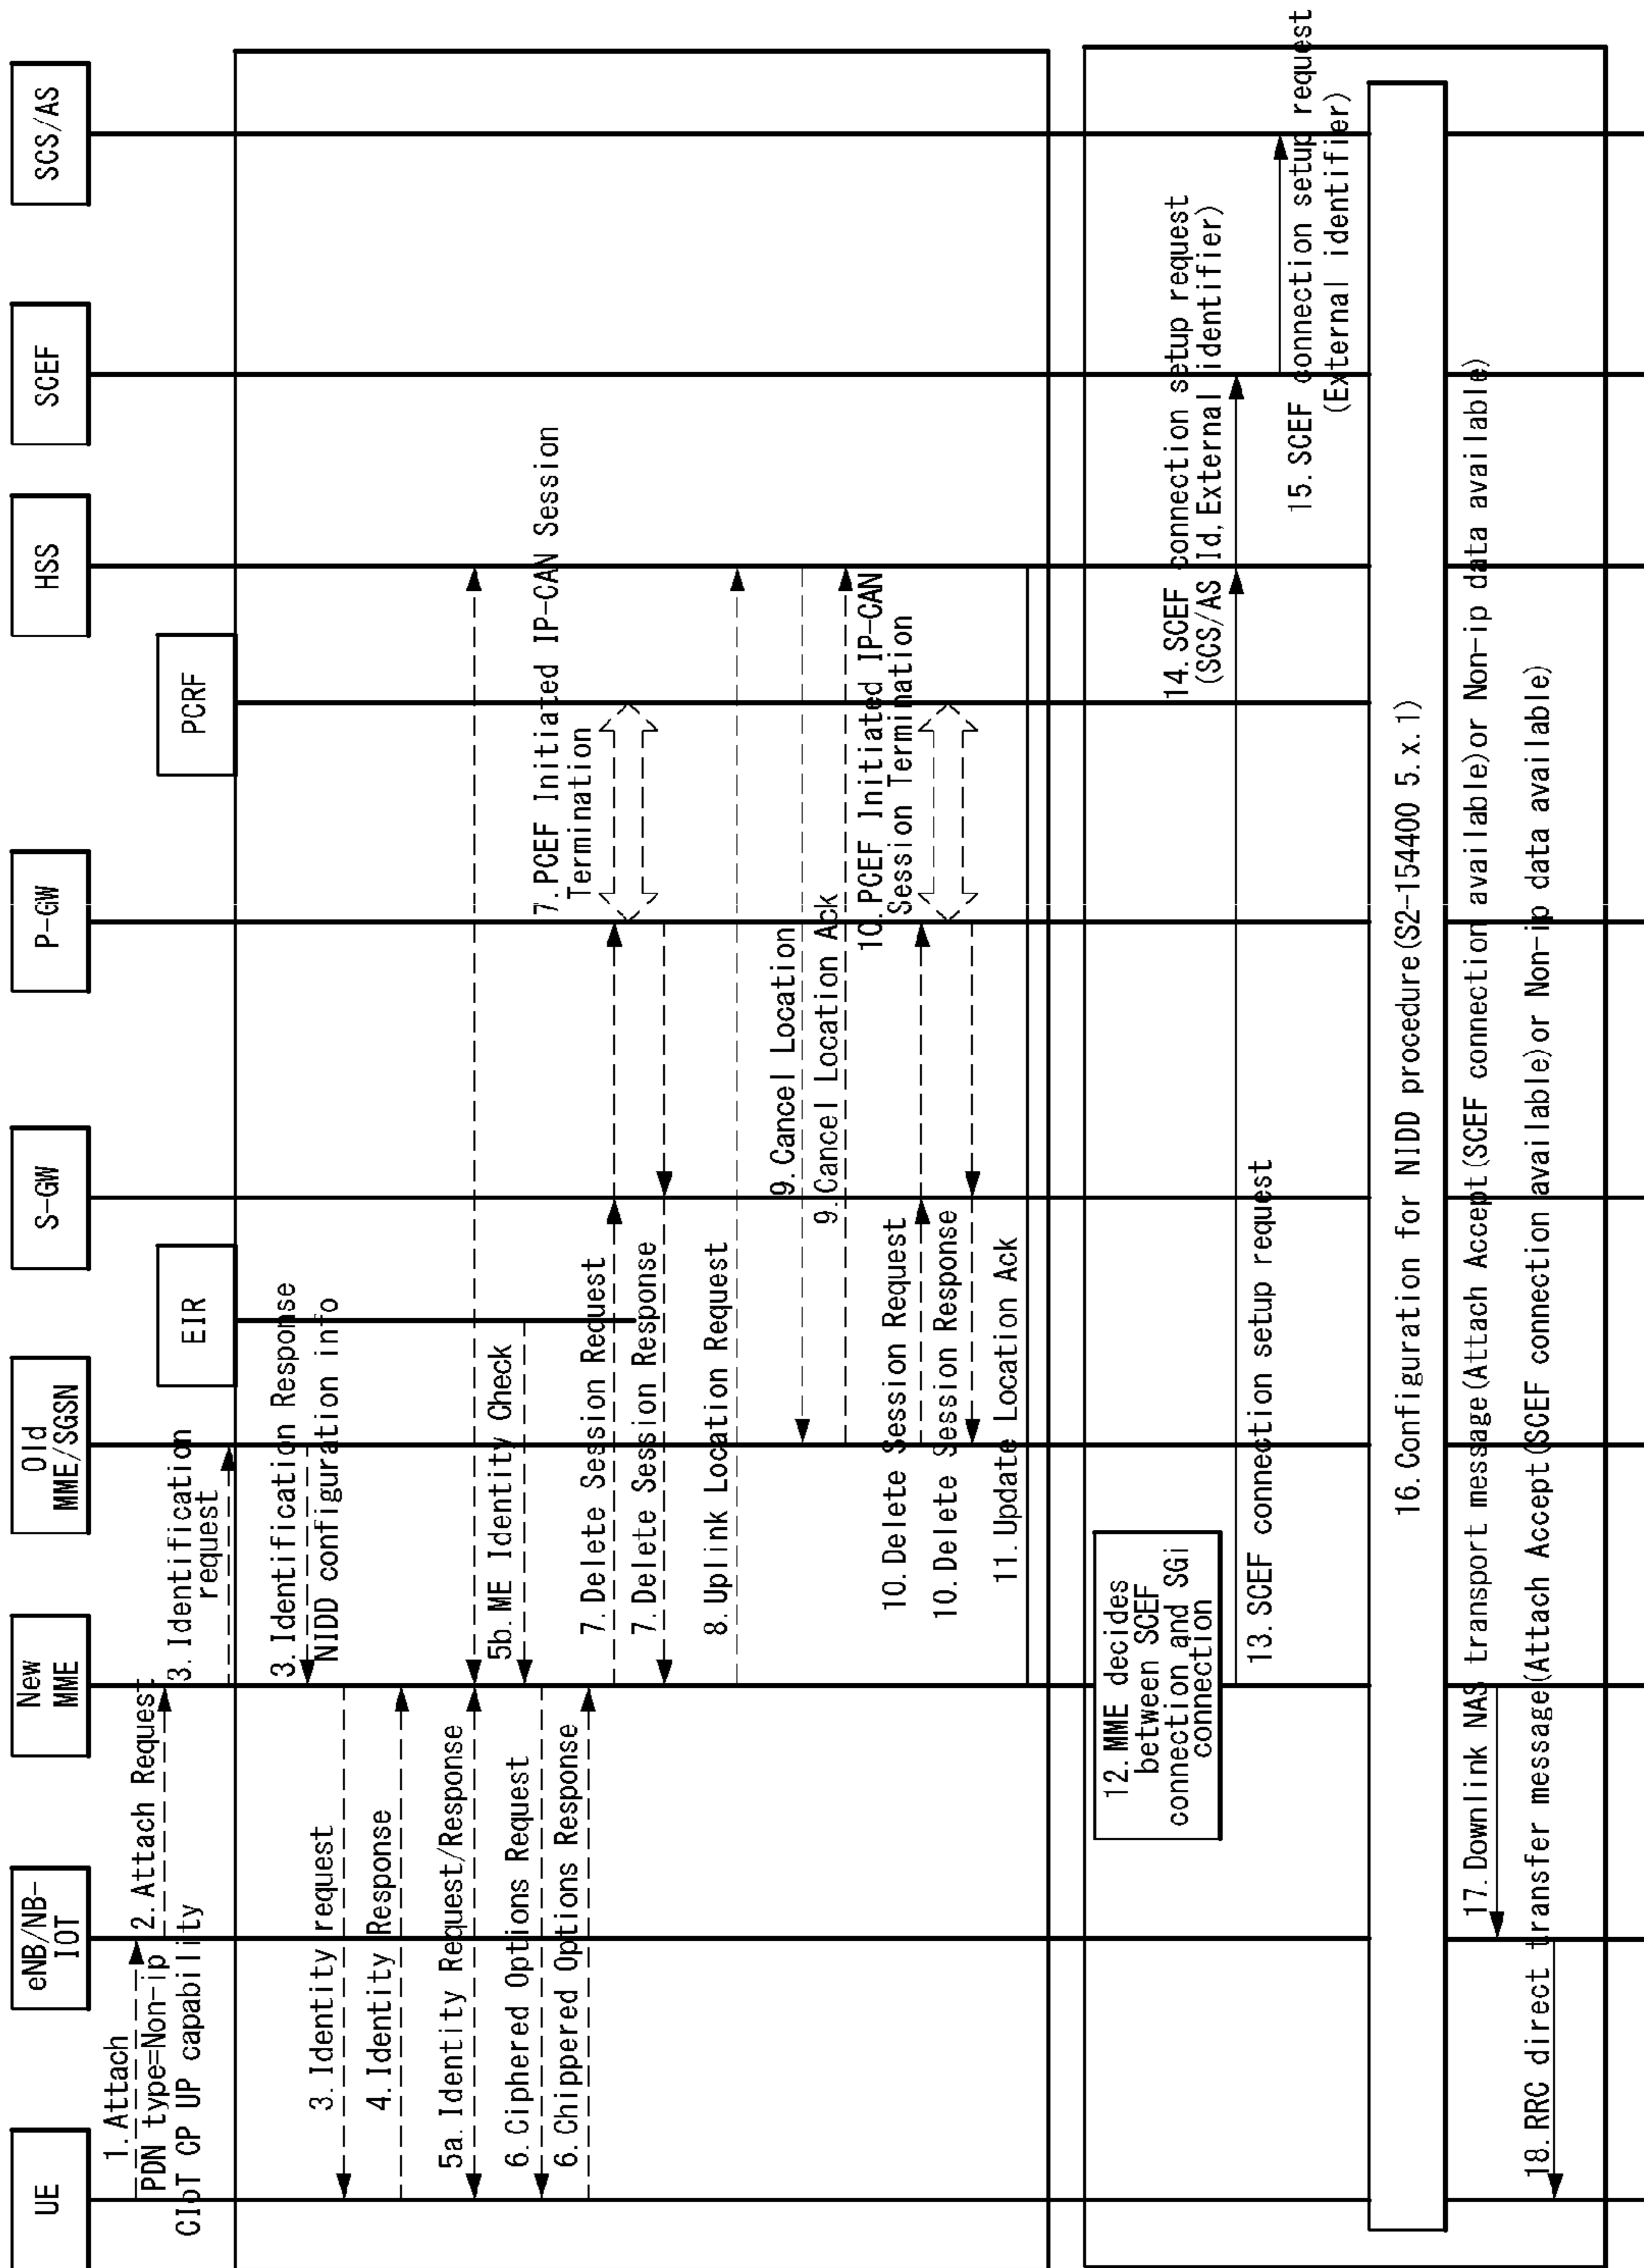 UE
eNB/NB-
IOT
New
MME
Old
MME/SGSN
EIR
S-GW
P-GW
PCRF
HSS
SCEF
SCS/AS
1. Attach
PDN type=Non-ip
CIoT CP UP capability
2. Attach Request
3. Identification
request
3. Identification Response
NIDD configuration info
3. Identity request
4. Identity Response
5a. Identity Request/Response
5b. ME Identity Check
6. Ciphered Options Request
6. Chippered Options Response
7. Delete Session Request
7. PCEF Initiated IP-CAN Session
Termination
7. Delete Session Response
8. Uplink Location Request
9. Cancel Location
9. Cancel Location Ack
10. Delete Session Request
10. PCEF Initiated IP-CAN
Session Termination
10. Delete Session Response
11. Update Location Ack
12. MME decides
between SCEF
connection and SGi
connection
13. SCEF connection setup request
14. SCEF connection setup request
(SCS/AS Id, External identifier)
15. SCEF connection setup request
(External identifier)
16. Configuration for NIDD procedure(S2-154400 5. x. 1)
17. Downlink NAS transport message(Attach Accept(SCEF connection available)or Non-ip data available)
18. RRC direct transfer message(Attach Accept(SCEF connection available)or Non-ip data available)